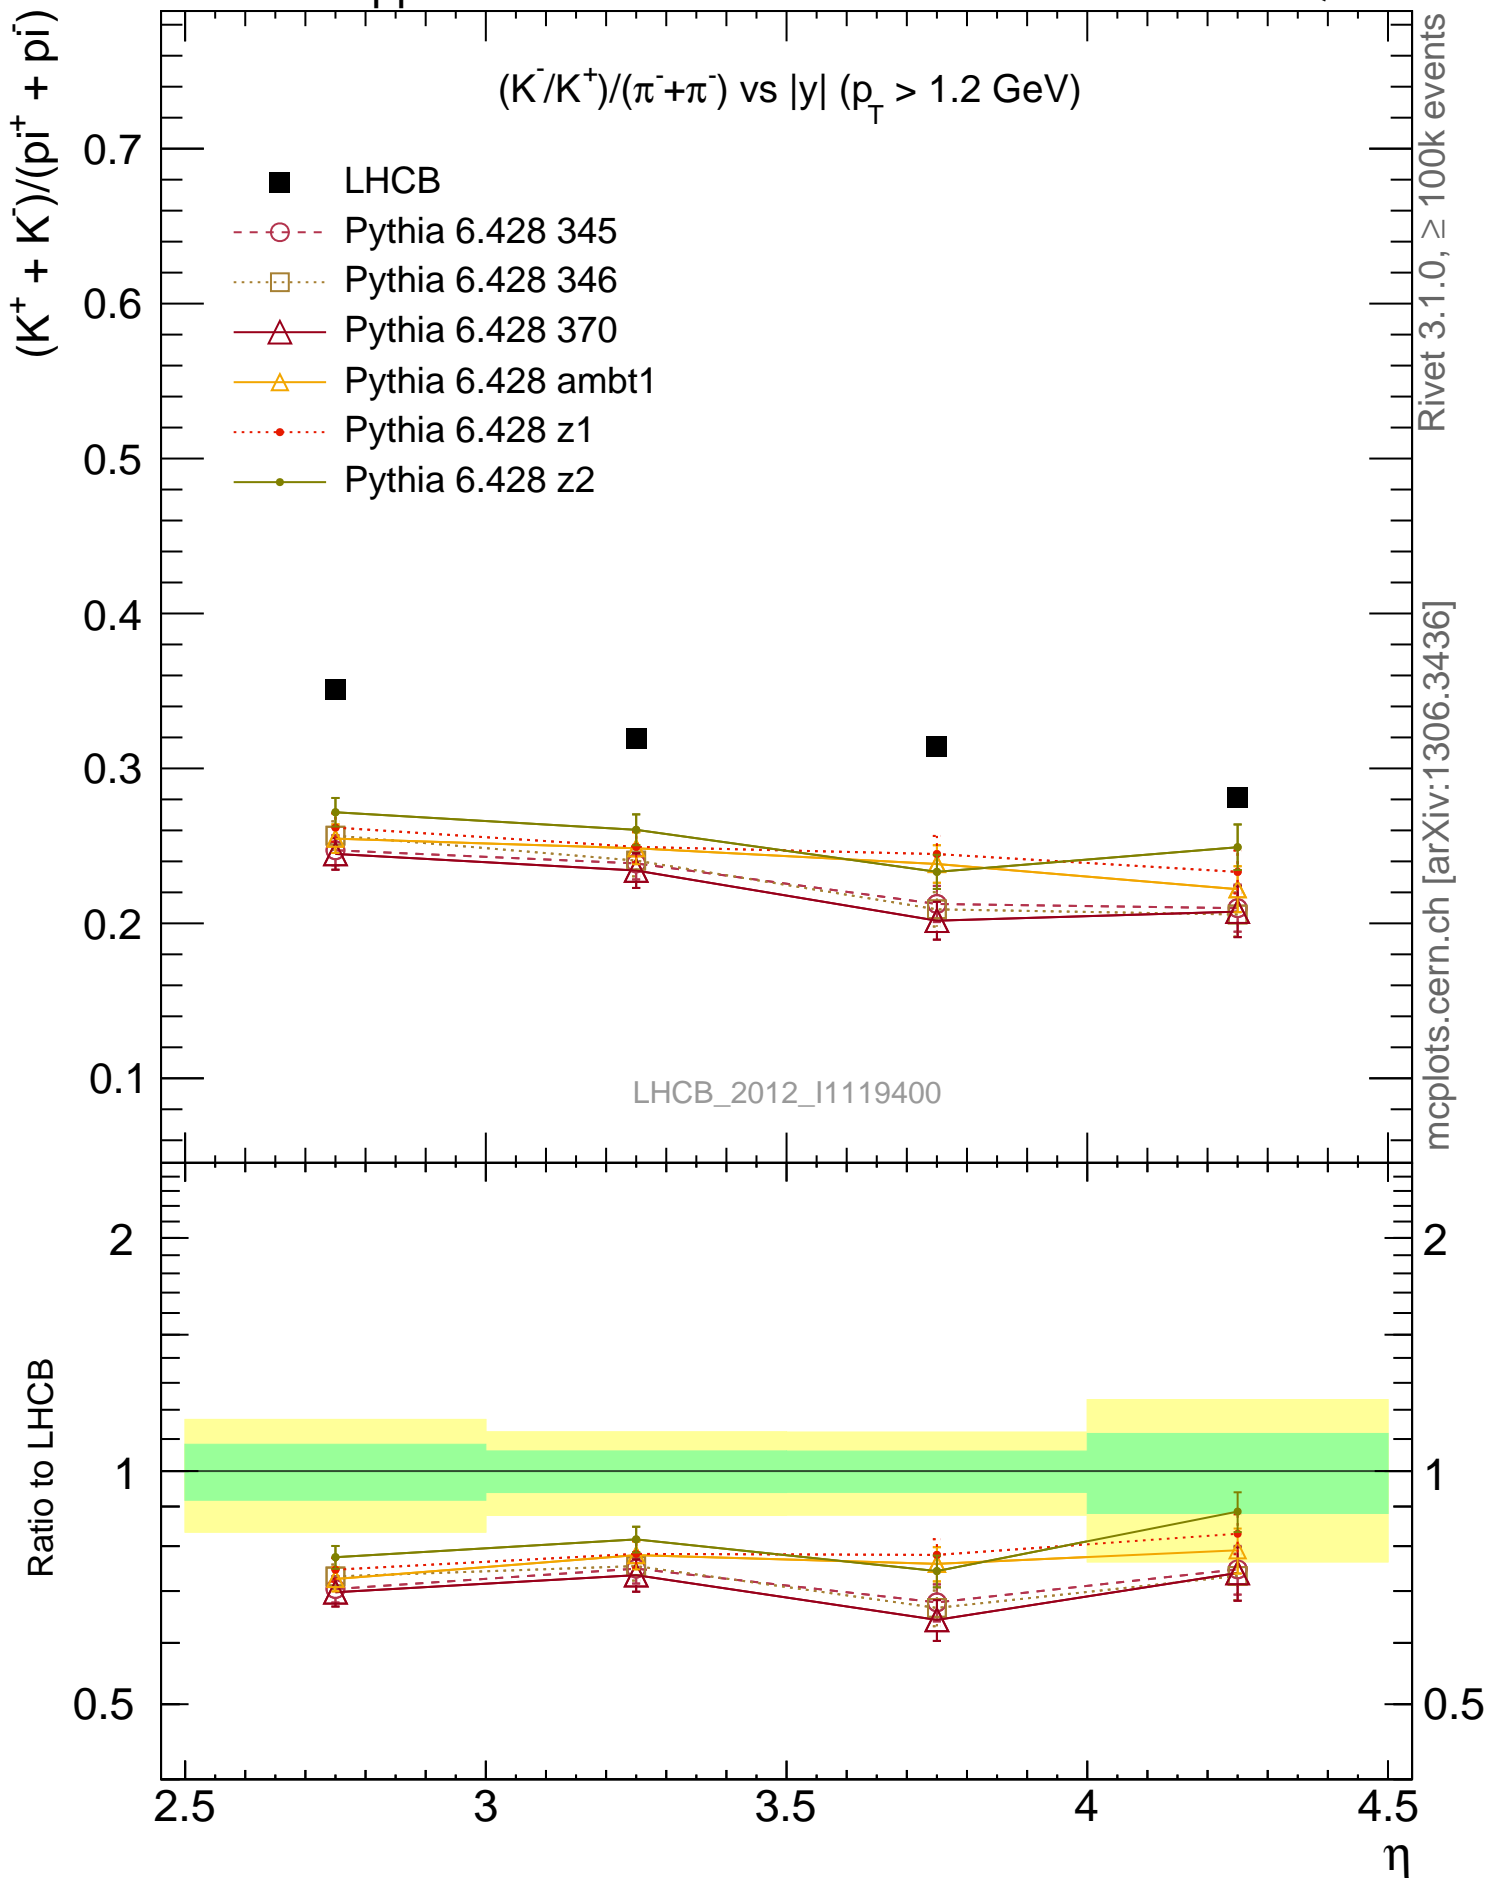 pp
(K⁻/K⁺)/(π⁻+π⁻) vs |y| (p_T > 1.2 GeV)
(K⁺ + K⁻)/(pi⁺ + pi⁻)
0.7
0.6
0.5
0.4
0.3
0.2
0.1
LHCB
Pythia 6.428 345
Pythia 6.428 346
Pythia 6.428 370
Pythia 6.428 ambt1
Pythia 6.428 z1
Pythia 6.428 z2
LHCB_2012_I1119400
Rivet 3.1.0, ≥ 100k events
mcplots.cern.ch [arXiv:1306.3436]
Ratio to LHCB
2
1
0.5
2
1
0.5
2.5
3
3.5
4
4.5
η